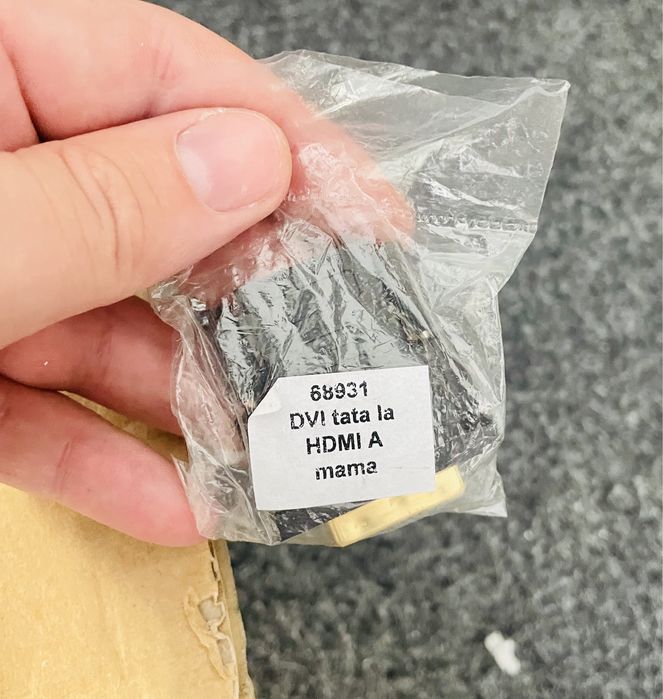 68931
DVI tata la
HDMI A
mama